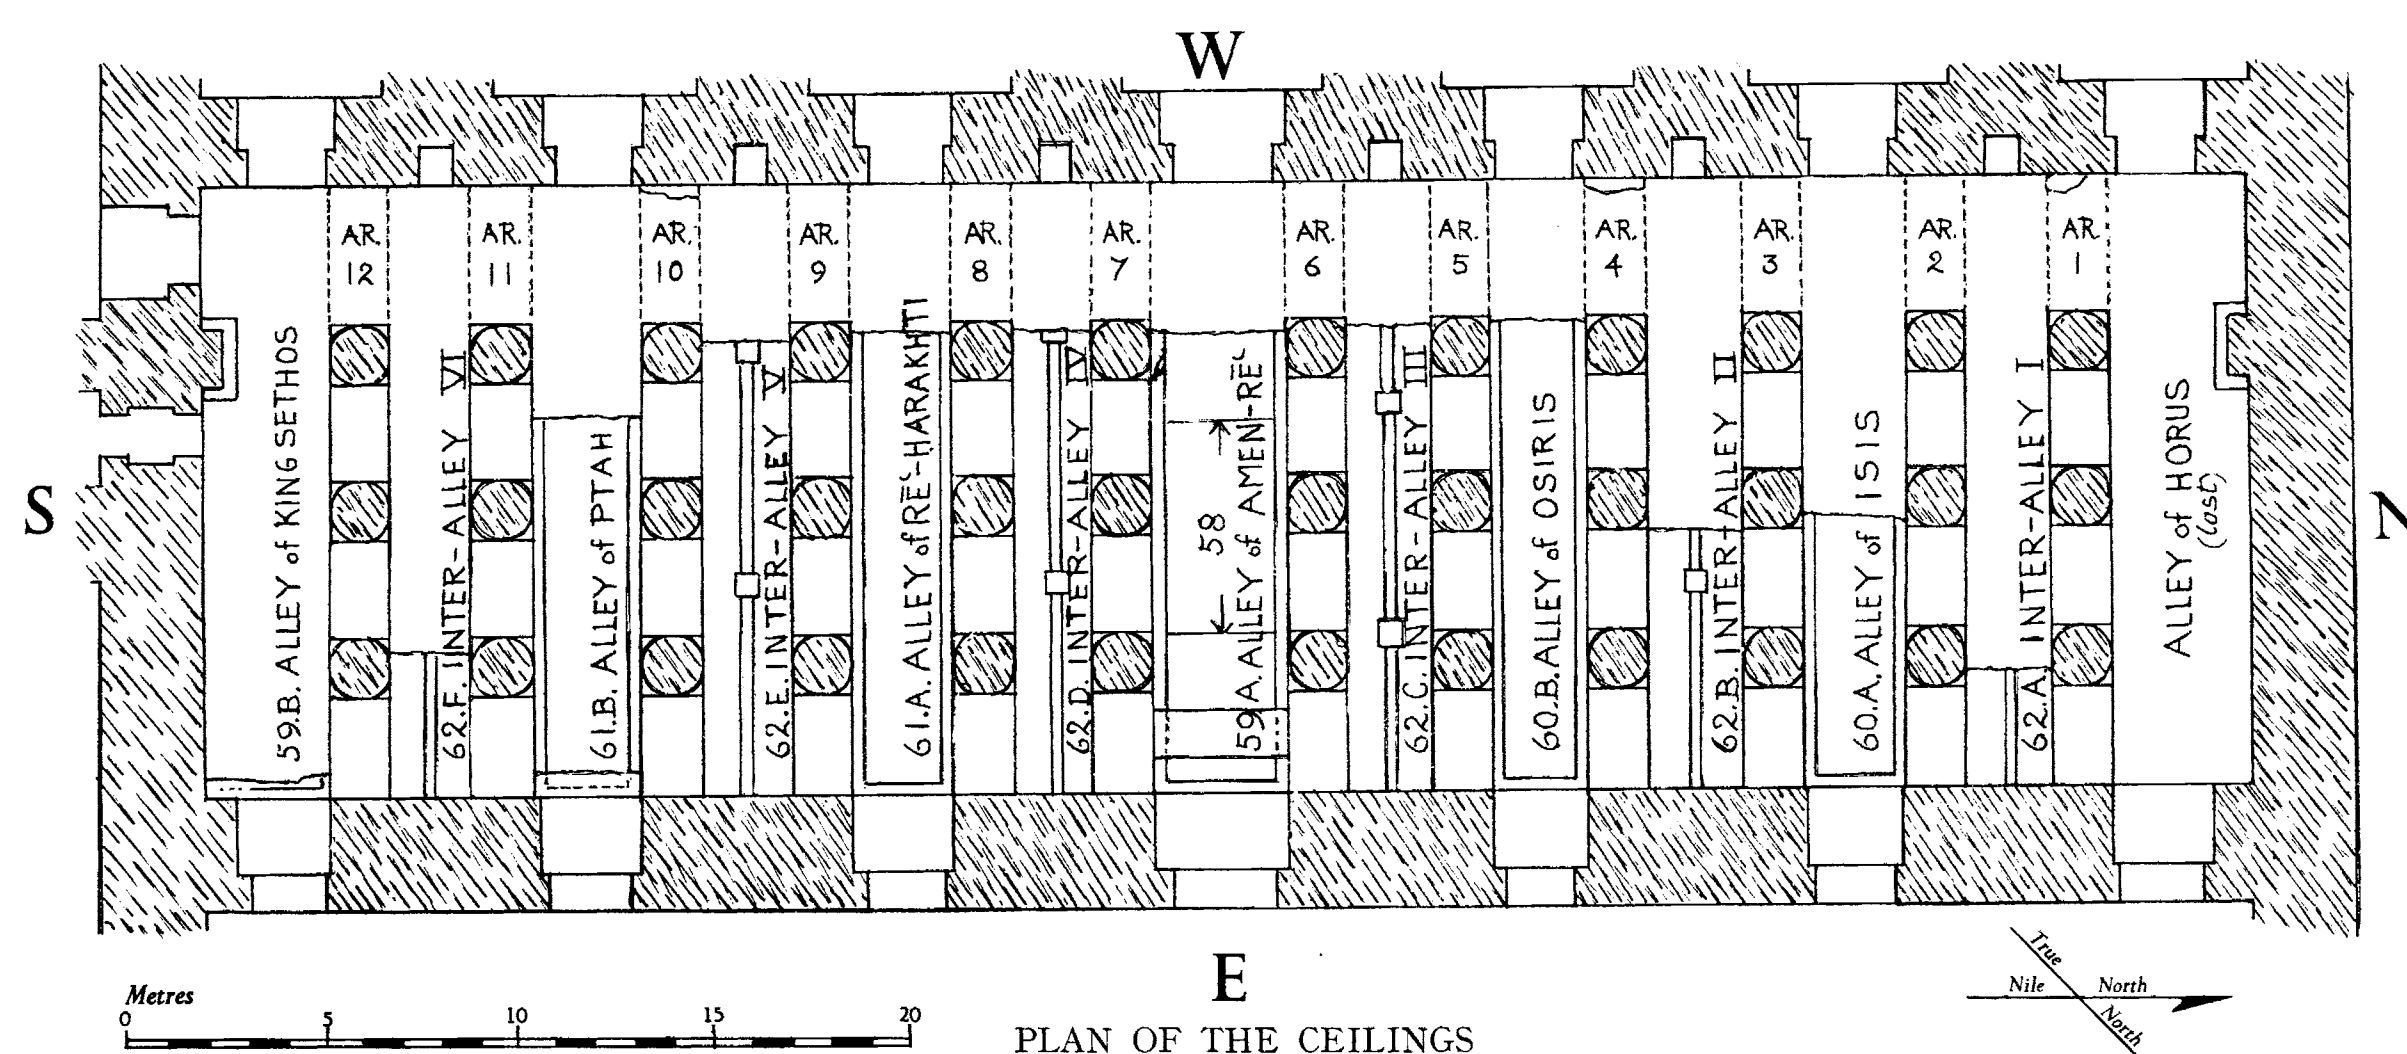 W
AR. 12
AR. 11
AR. 10
AR. 9
AR. 8
AR. 7
AR. 6
AR. 5
AR. 4
AR. 3
AR. 2
AR. 1
S
59.B. ALLEY of KING SETHOS
62.F. INTER-ALLEY VI
61.B. ALLEY of PTAH
62.E. INTER-ALLEY V
61.A. ALLEY of RĒʿ-HARAKHTI
62.D. INTER-ALLEY IV
58
59A. ALLEY of AMEN-RĒʿ
62.C. INTER-ALLEY III
60.B. ALLEY of OSIRIS
62.B. INTER-ALLEY II
60.A. ALLEY of ISIS
62.A. INTER-ALLEY I
ALLEY of HORUS
(lost)
N
E
Metres
0 5 10 15 20
PLAN OF THE CEILINGS
True North
Nile North